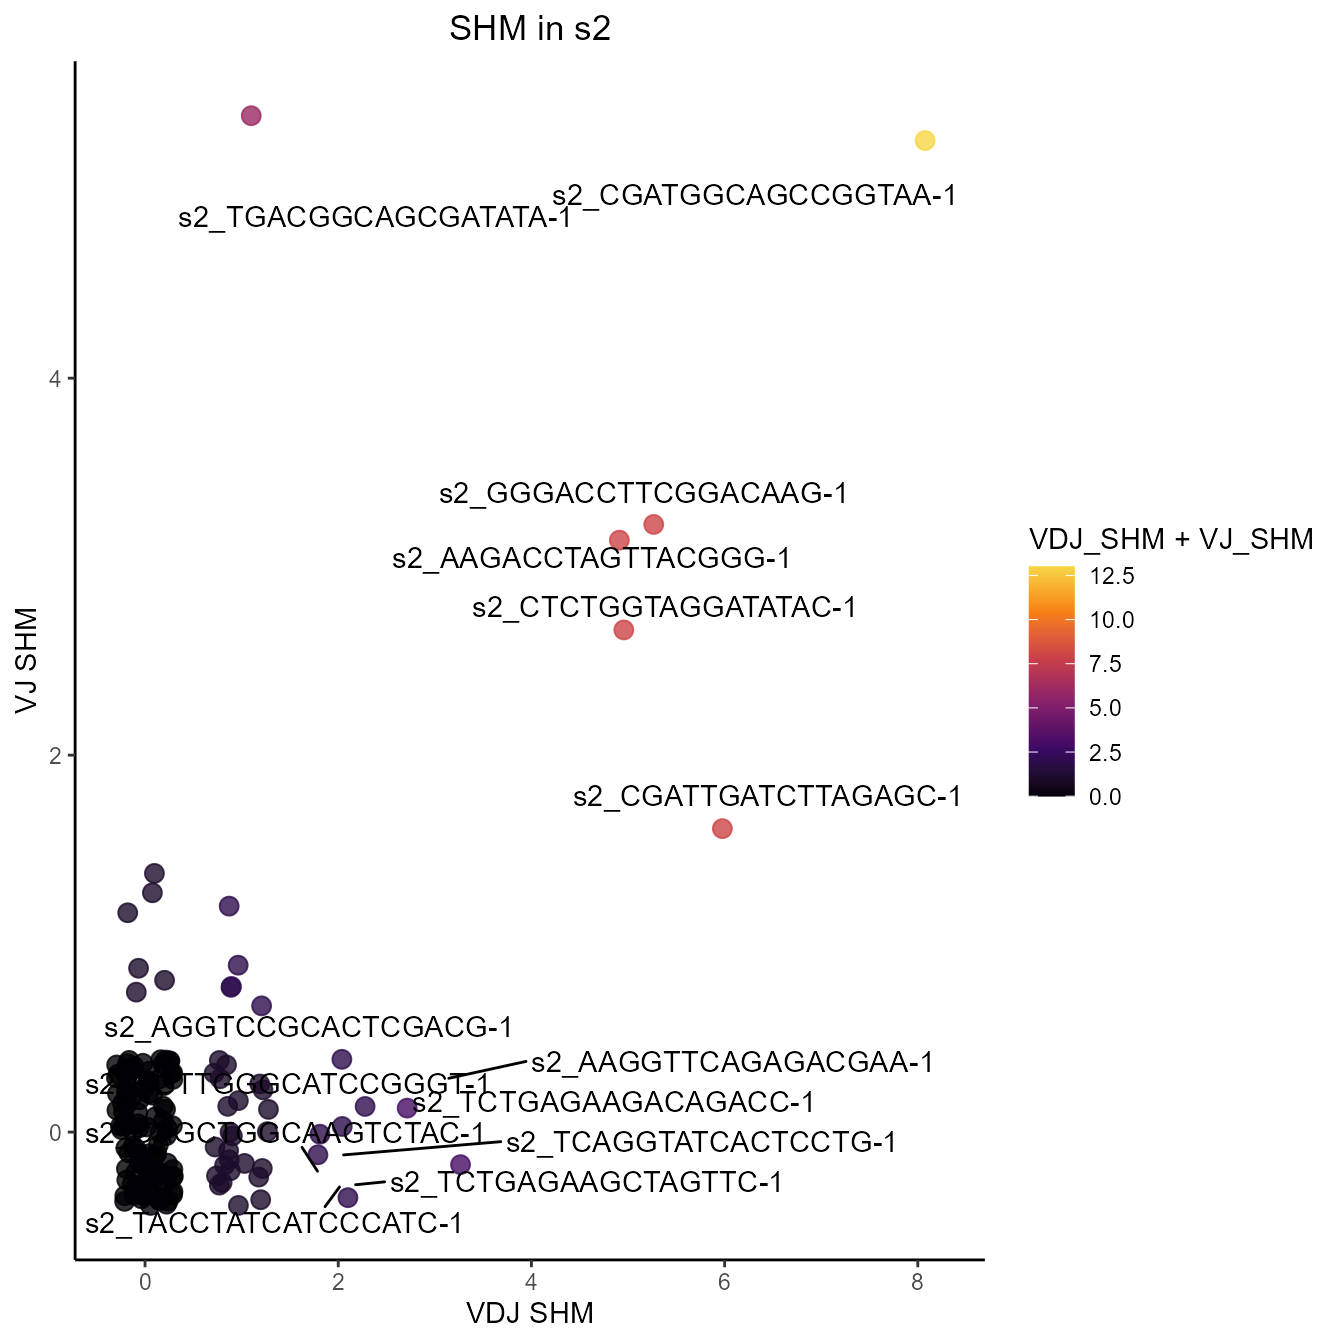 SHM in s2
s2_CGATGGCAGCCGGTAA-1
s2_TGACGGCAGCGATATA-1
4
s2_GGGACCTTCGGACAAG-1
VDJ_SHM + VJ_SHM
s2_AAGACCTAGTTACGGG-1
12.5
s2_CTCTGGTAGGATATAC-1
10.0
7.5
5.0
2.5
0.0
VJ SHM
2
s2_CGATTGATCTTAGAGC-1
s2_AGGTCCGCACTCGACG-1
s2_AAGGTTCAGAGACGAA-1
s2_TCTGAGAAGACAGACC-1
0
s2_TCAGGTATCACTCCTG-1
s2_TCTGAGAAGCTAGTTC-1
s2_TACCTATCATCCCATC-1
0 2 4 6 8
VDJ SHM